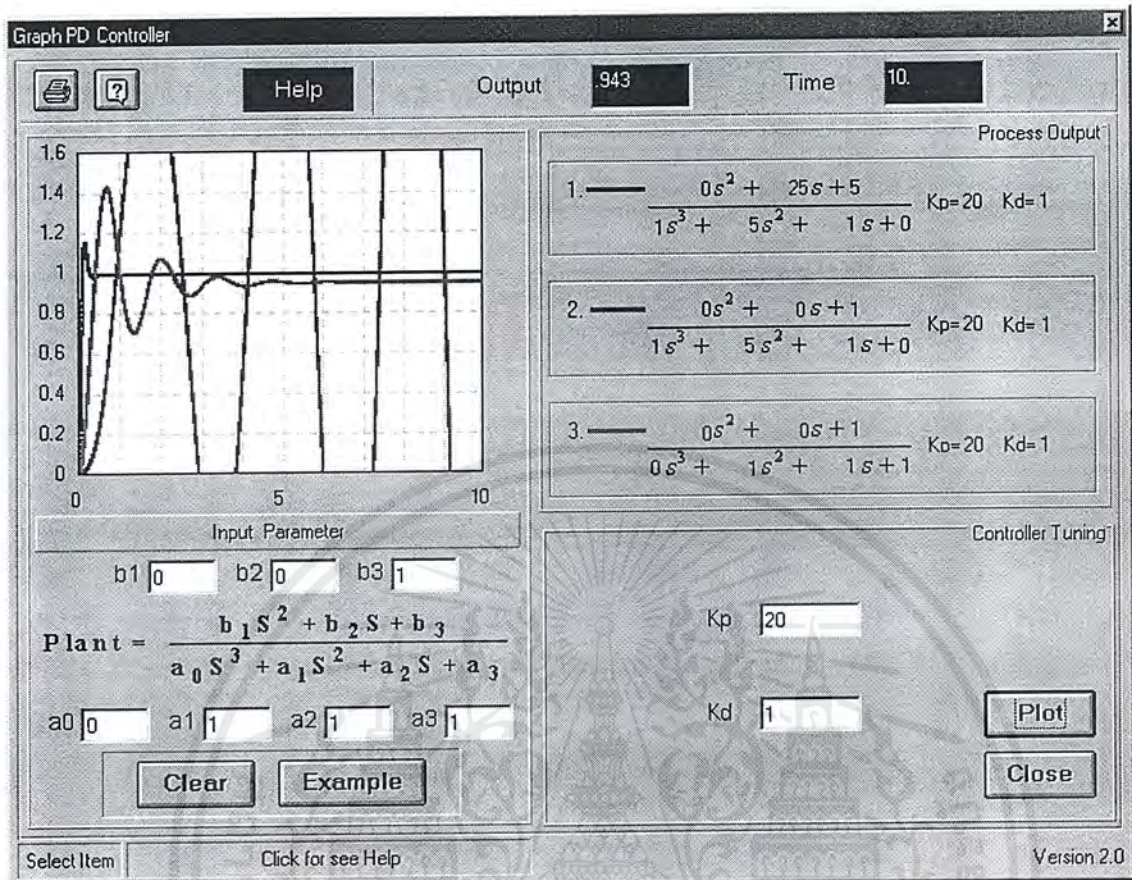 Graph PD Controller
Help Output .943 Time 10.
1.6
1.4
1.2
1
0.8
0.6
0.4
0.2
0
0 5 10
Process Output
1. 0s² + 25s+5
1s³ + 5s² + 1s+0
Kp=20 Kd=1
2. 0s² + 0s+1
1s³ + 5s² + 1s+0
Kp=20 Kd=1
3. 0s² + 0s+1
0s³ + 1s² + 1s+1
Kp=20 Kd=1
Input Parameter
b1 0 b2 0 b3 1
Plant = b₁S² + b₂S + b₃
a₀S³ + a₁S² + a₂S + a₃
a0 0 a1 1 a2 1 a3 1
Clear Example
Controller Tuning
Kp 20
Kd 1
Plot
Close
Select Item Click for see Help Version 2.0